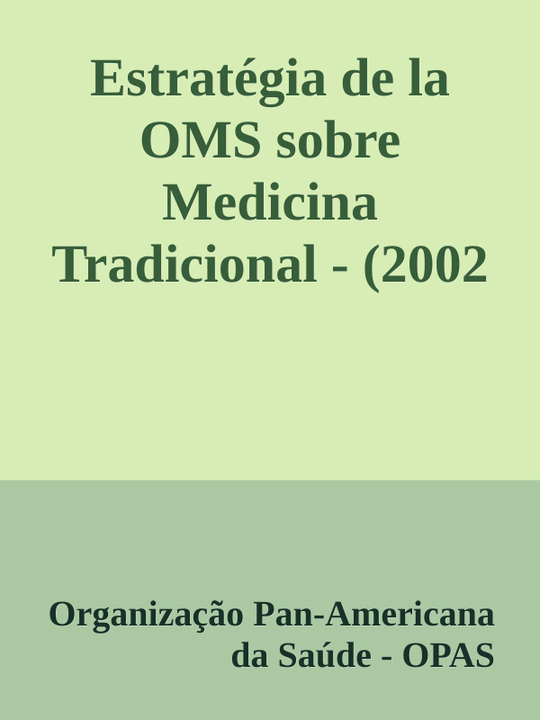 Estratégia de la
OMS sobre
Medicina
Tradicional - (2002
Organização Pan-Americana
da Saúde - OPAS